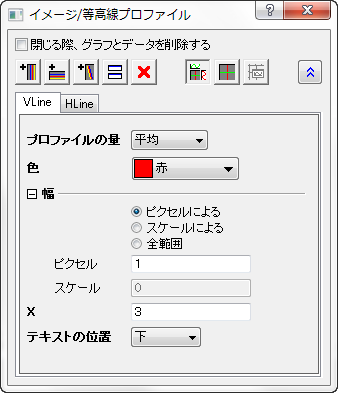 イメージ/等高線プロファイル
閉じる際、グラフとデータを削除する
VLine HLine
プロファイルの量 平均
色 赤
幅
ピクセルによる
スケールによる
全範囲
ピクセル 1
スケール 0
X 3
テキストの位置 下